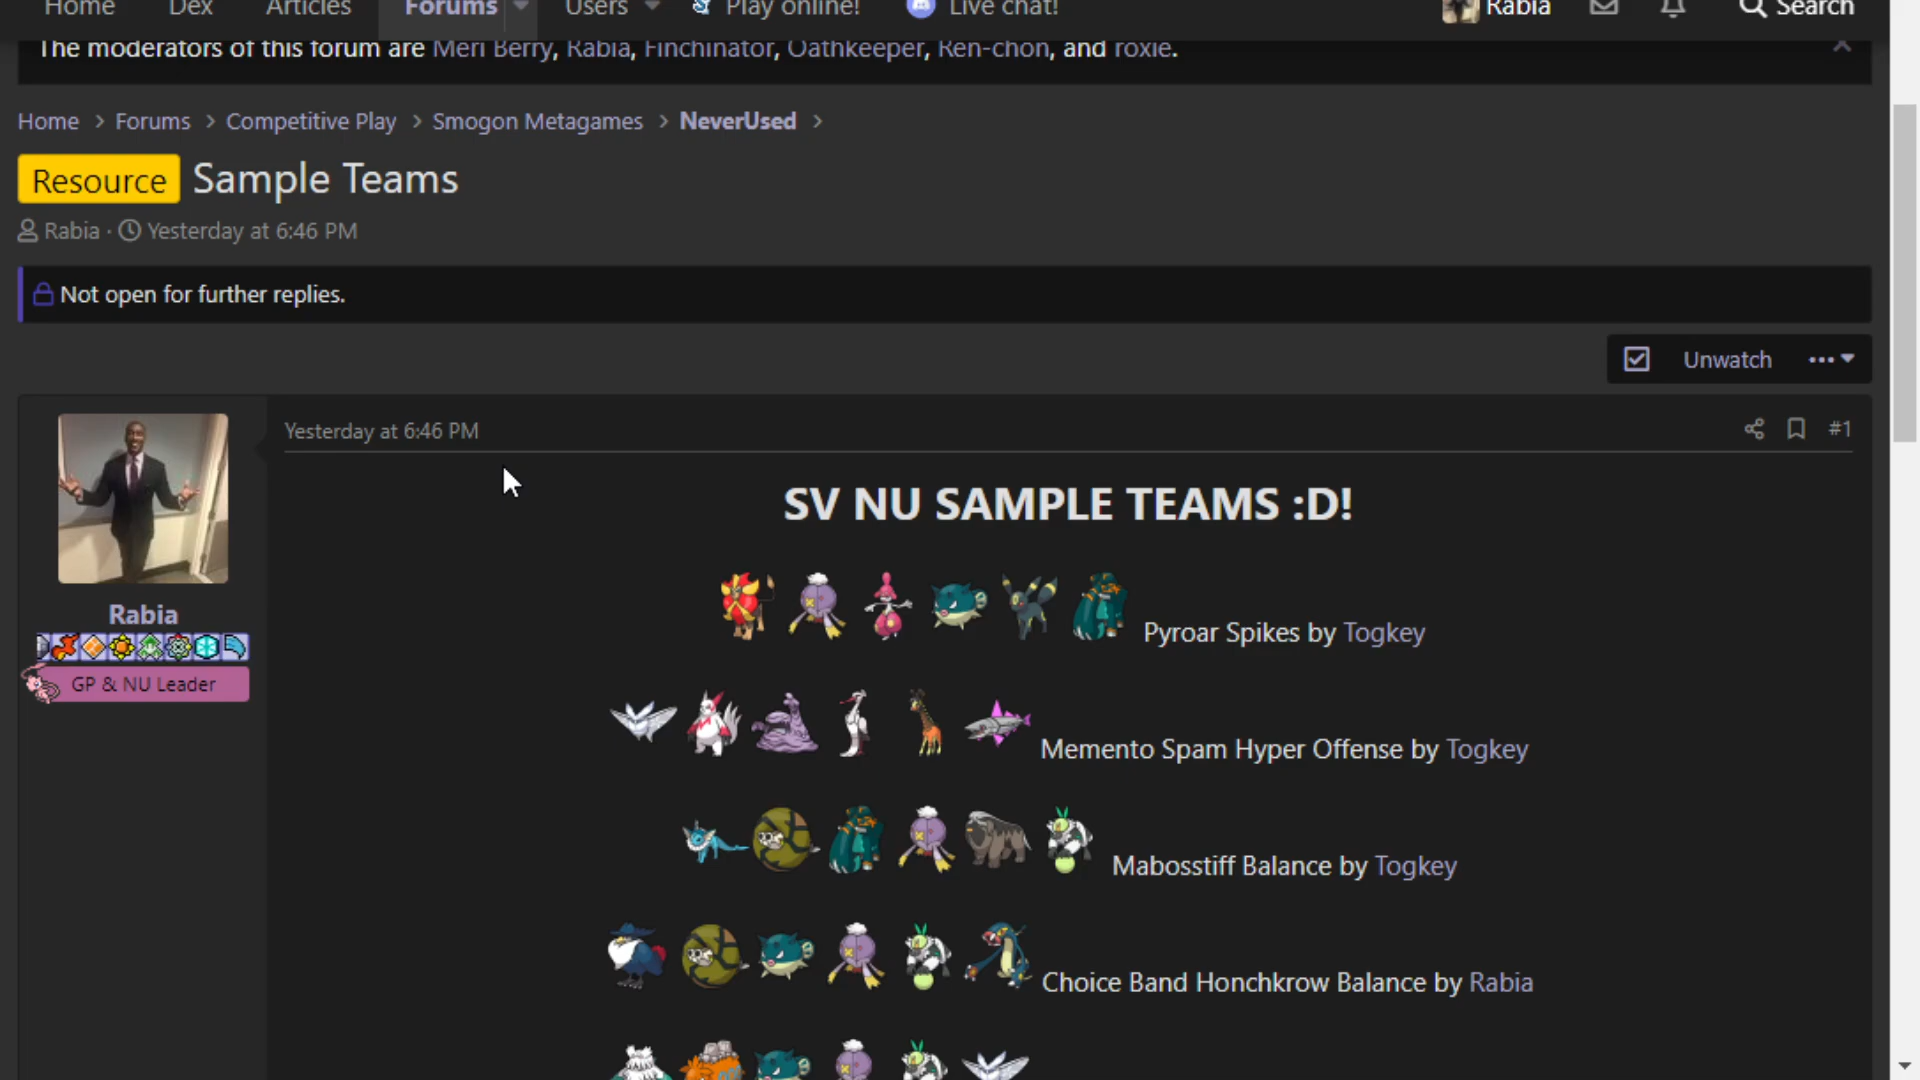 Home Dex Articles Forums Users Play online! Live chat! Rabia Search
The moderators of this forum are Meri Berry, Rabia, Finchinator, Oathkeeper, Ren-chon, and roxie.
Home > Forums > Competitive Play > Smogon Metagames > NeverUsed >
Resource Sample Teams
Rabia · Yesterday at 6:46 PM
Not open for further replies.
Unwatch •••
Yesterday at 6:46 PM #1
SV NU SAMPLE TEAMS :D!
Rabia
GP & NU Leader
Pyroar Spikes by Togkey
Memento Spam Hyper Offense by Togkey
Mabosstiff Balance by Togkey
Choice Band Honchkrow Balance by Rabia